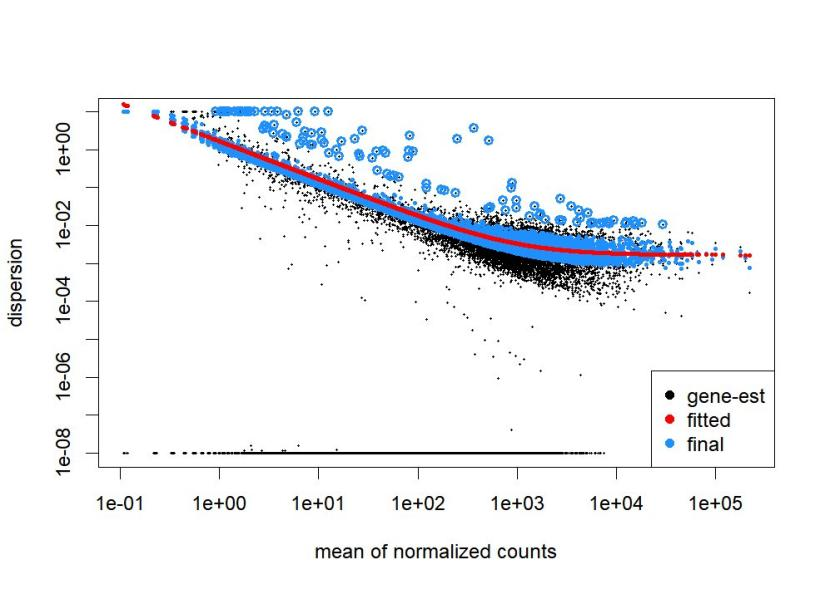 1e+00
1e-02
1e-04
1e-06
1e-08
dispersion
gene-est
fitted
final
1e-01 1e+00 1e+01 1e+02 1e+03 1e+04 1e+05
mean of normalized counts